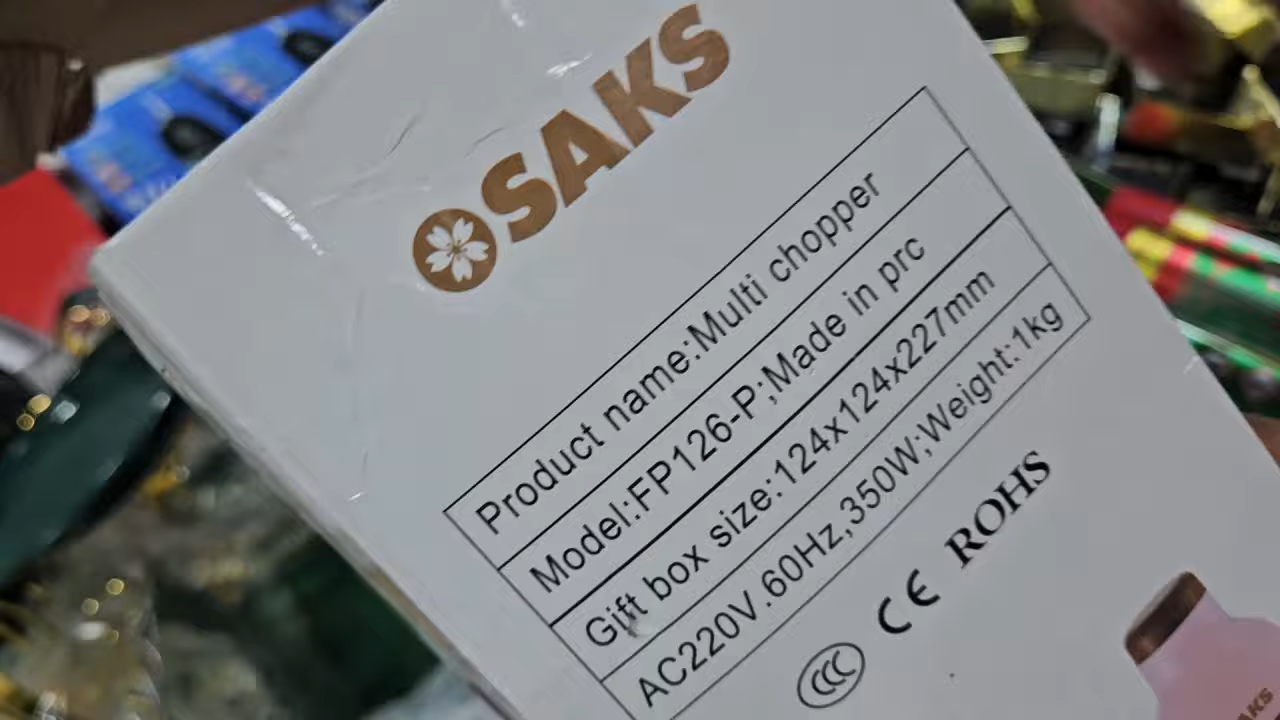 SAKS
Product name:Multi chopper
Model:FP126-P;Made in prc
Gift box size:124x124x227mm
AC220V.60Hz,350W;Weight:1kg
CCC CE ROHS